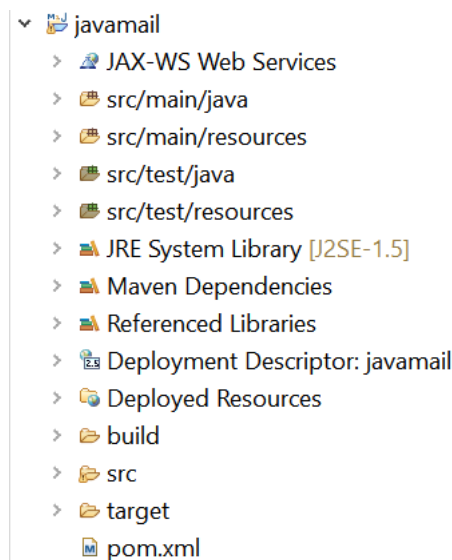 javamail
JAX-WS Web Services
src/main/java
src/main/resources
src/test/java
src/test/resources
JRE System Library [J2SE-1.5]
Maven Dependencies
Referenced Libraries
Deployment Descriptor: javamail
Deployed Resources
build
src
target
pom.xml